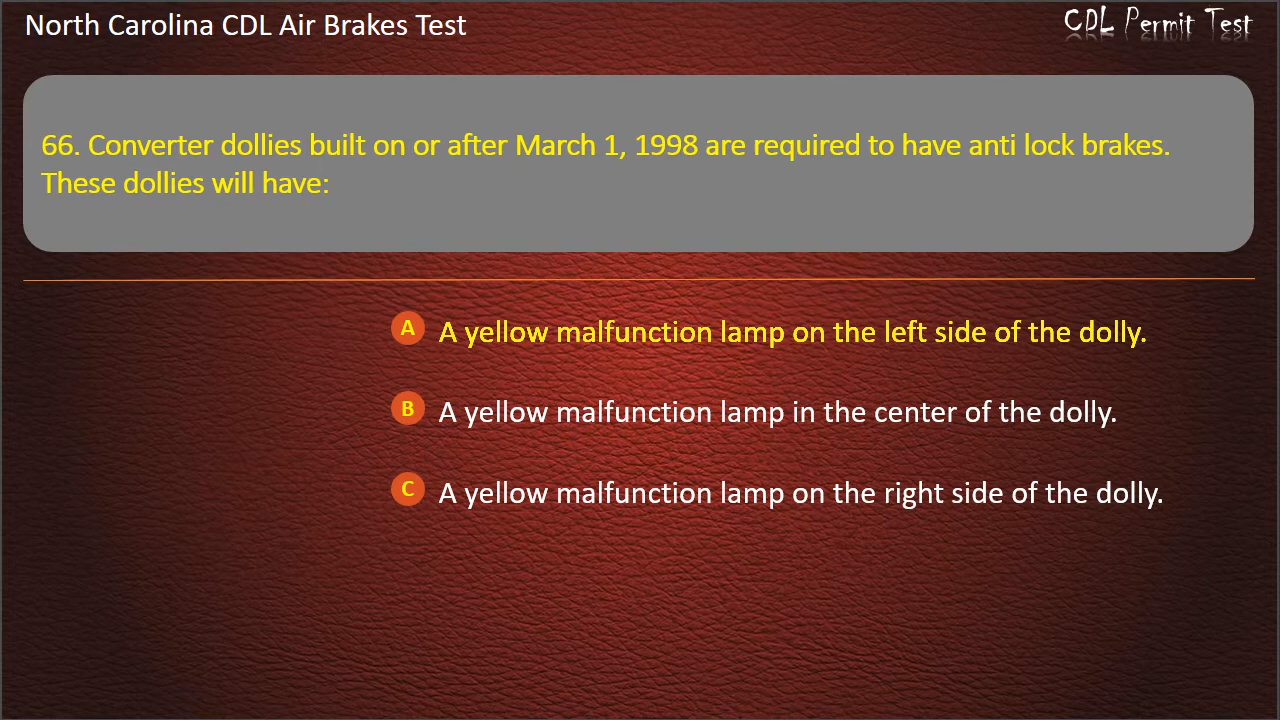 North Carolina CDL Air Brakes Test
CDL Permit Test
66. Converter dollies built on or after March 1, 1998 are required to have anti lock brakes.
These dollies will have:
A A yellow malfunction lamp on the left side of the dolly.
B A yellow malfunction lamp in the center of the dolly.
C A yellow malfunction lamp on the right side of the dolly.